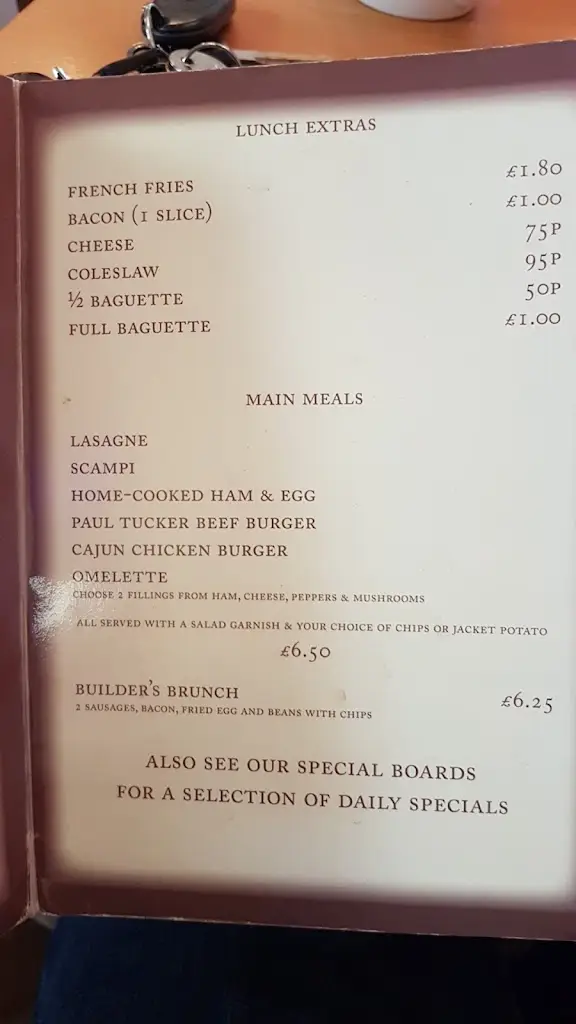 LUNCH EXTRAS
FRENCH FRIES £1.80
BACON (1 SLICE) £1.00
CHEESE 75P
COLESLAW 95P
½ BAGUETTE 50P
FULL BAGUETTE £1.00
MAIN MEALS
LASAGNE
SCAMPI
HOME-COOKED HAM & EGG
PAUL TUCKER BEEF BURGER
CAJUN CHICKEN BURGER
OMELETTE
CHOOSE 2 FILLINGS FROM HAM, CHEESE, PEPPERS & MUSHROOMS
ALL SERVED WITH A SALAD GARNISH & YOUR CHOICE OF CHIPS OR JACKET POTATO
£6.50
BUILDER'S BRUNCH £6.25
2 SAUSAGES, BACON, FRIED EGG AND BEANS WITH CHIPS
ALSO SEE OUR SPECIAL BOARDS
FOR A SELECTION OF DAILY SPECIALS